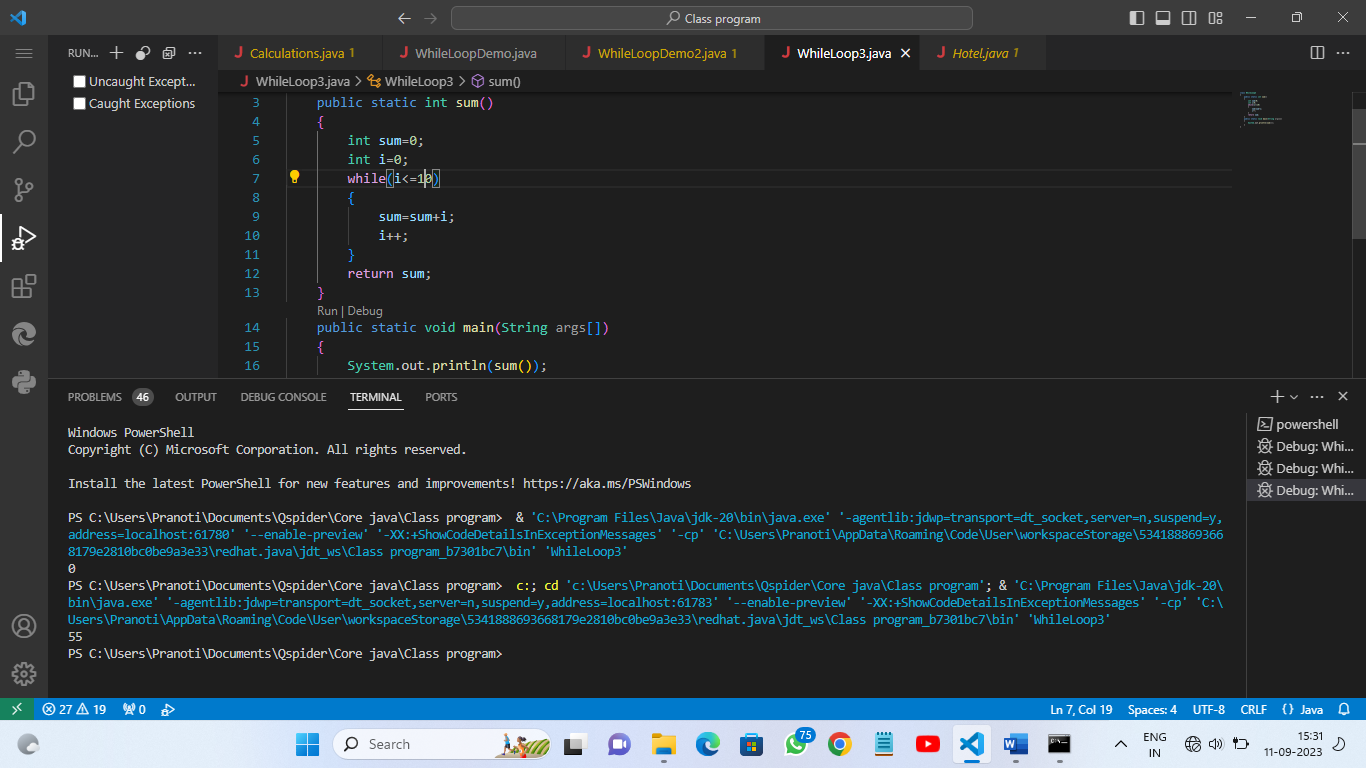 Class program
RUN...
Calculations.java 1
WhileLoopDemo.java
WhileLoopDemo2.java 1
WhileLoop3.java
Hotel.java 1
Uncaught Except...
Caught Exceptions
WhileLoop3.java > WhileLoop3 > sum()
3 public static int sum()
4 {
5 int sum=0;
6 int i=0;
7 while(i<=10)
8 {
9 sum=sum+i;
10 i++;
11 }
12 return sum;
13 }
Run | Debug
14 public static void main(String args[])
15 {
16 System.out.println(sum());
PROBLEMS 46 OUTPUT DEBUG CONSOLE TERMINAL PORTS
Windows PowerShell
Copyright (C) Microsoft Corporation. All rights reserved.
Install the latest PowerShell for new features and improvements! https://aka.ms/PSWindows
PS C:\Users\Pranoti\Documents\Qspider\Core java\Class program>  & 'C:\Program Files\Java\jdk-20\bin\java.exe' '-agentlib:jdwp=transport=dt_socket,server=n,suspend=y,
address=localhost:61780' '--enable-preview' '-XX:+ShowCodeDetailsInExceptionMessages' '-cp' 'C:\Users\Pranoti\AppData\Roaming\Code\User\workspaceStorage\534188869366
8179e2810bc0be9a3e33\redhat.java\jdt_ws\Class program_b7301bc7\bin' 'WhileLoop3'
0
PS C:\Users\Pranoti\Documents\Qspider\Core java\Class program>  c:; cd 'c:\Users\Pranoti\Documents\Qspider\Core java\Class program'; & 'C:\Program Files\Java\jdk-20\
bin\java.exe' '-agentlib:jdwp=transport=dt_socket,server=n,suspend=y,address=localhost:61783' '--enable-preview' '-XX:+ShowCodeDetailsInExceptionMessages' '-cp' 'C:\
Users\Pranoti\AppData\Roaming\Code\User\workspaceStorage\5341888693668179e2810bc0be9a3e33\redhat.java\jdt_ws\Class program_b7301bc7\bin' 'WhileLoop3'
55
PS C:\Users\Pranoti\Documents\Qspider\Core java\Class program>
powershell
Debug: Whi...
Debug: Whi...
Debug: Whi...
27 19 0
Ln 7, Col 19 Spaces: 4 UTF-8 CRLF {} Java
Search
75
ENG
IN
15:31
11-09-2023